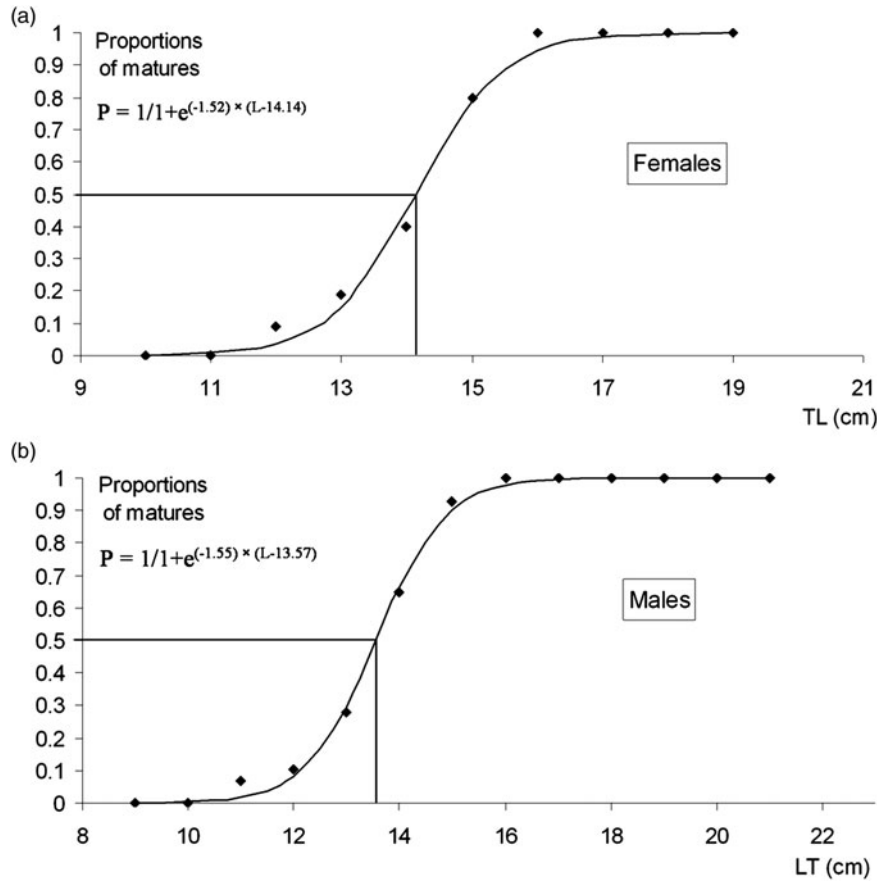 (a)
Proportions
of matures
P = 1/1+e^(-1.52) × (L-14.14)
1
0.9
0.8
0.7
0.6
0.5
0.4
0.3
0.2
0.1
0
Females
9 11 13 15 17 19 21
TL (cm)
(b)
Proportions
of matures
P = 1/1+e^(-1.55) × (L-13.57)
1
0.9
0.8
0.7
0.6
0.5
0.4
0.3
0.2
0.1
0
Males
8 10 12 14 16 18 20 22
LT (cm)